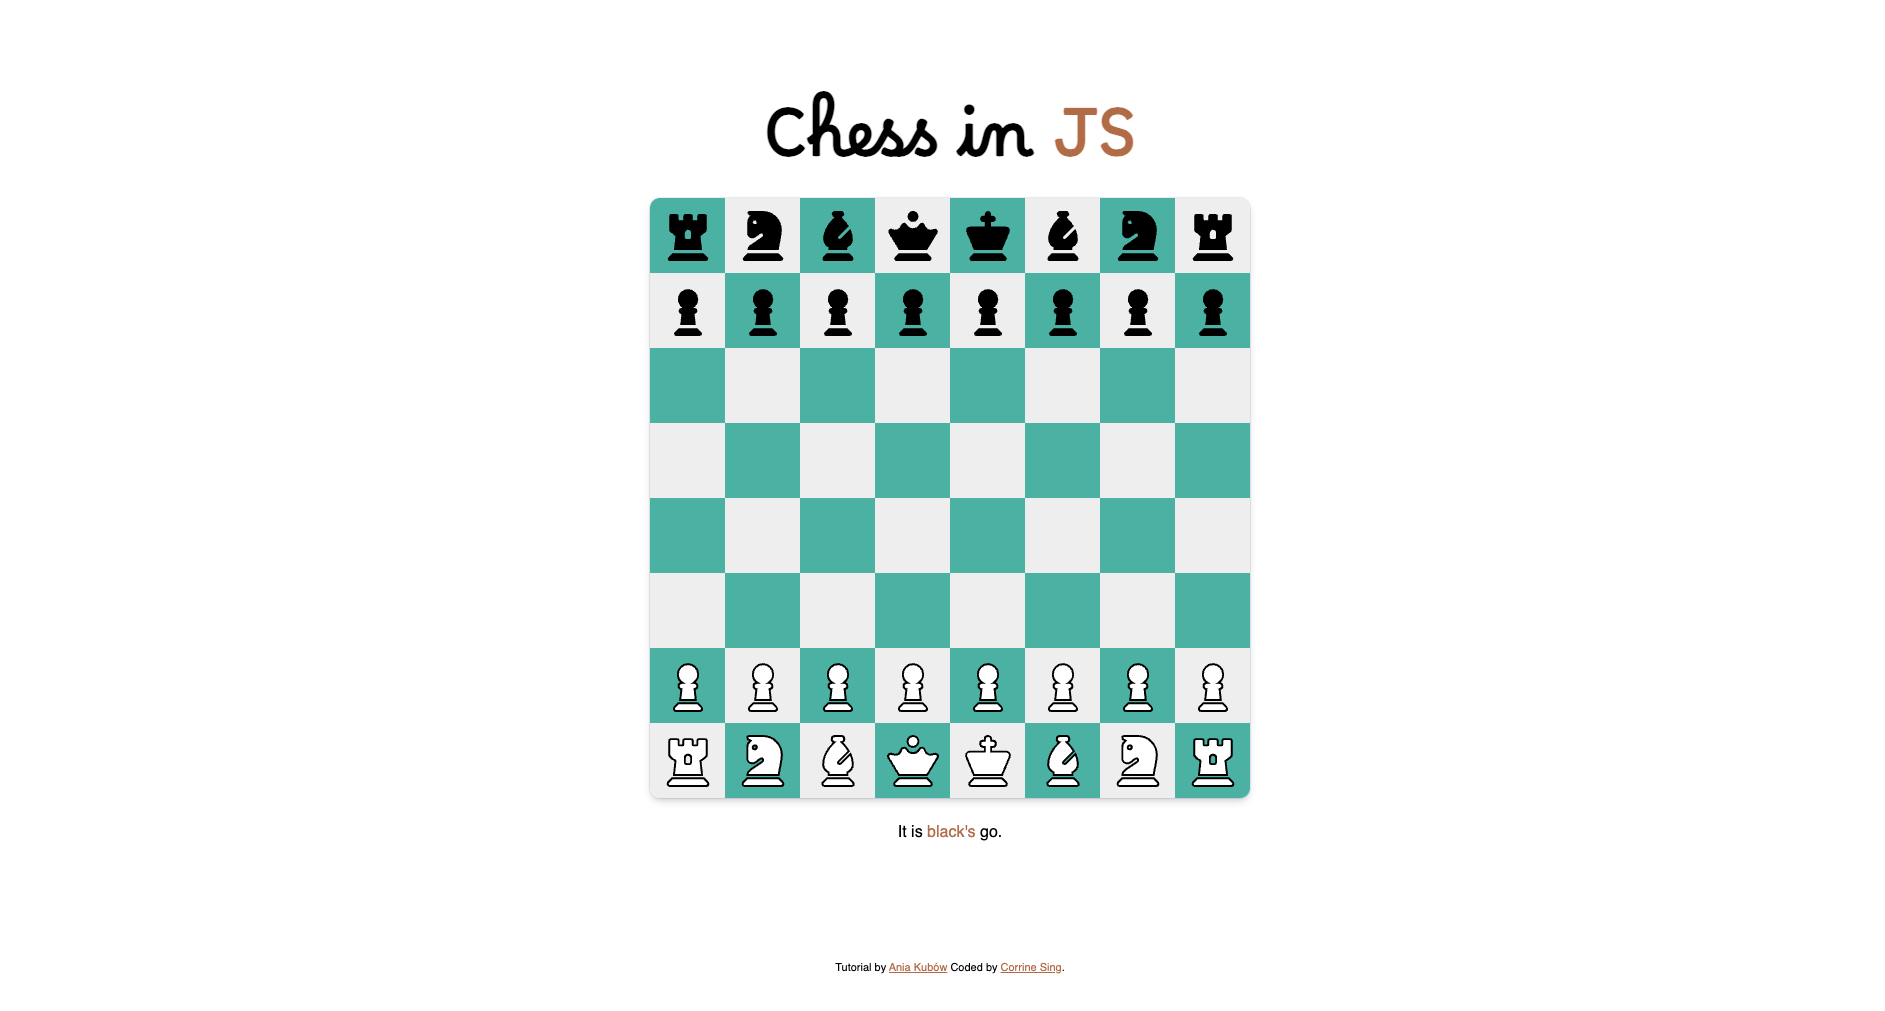 Chess in JS
It is black's go.
Tutorial by Ania Kubów Coded by Corrine Sing.